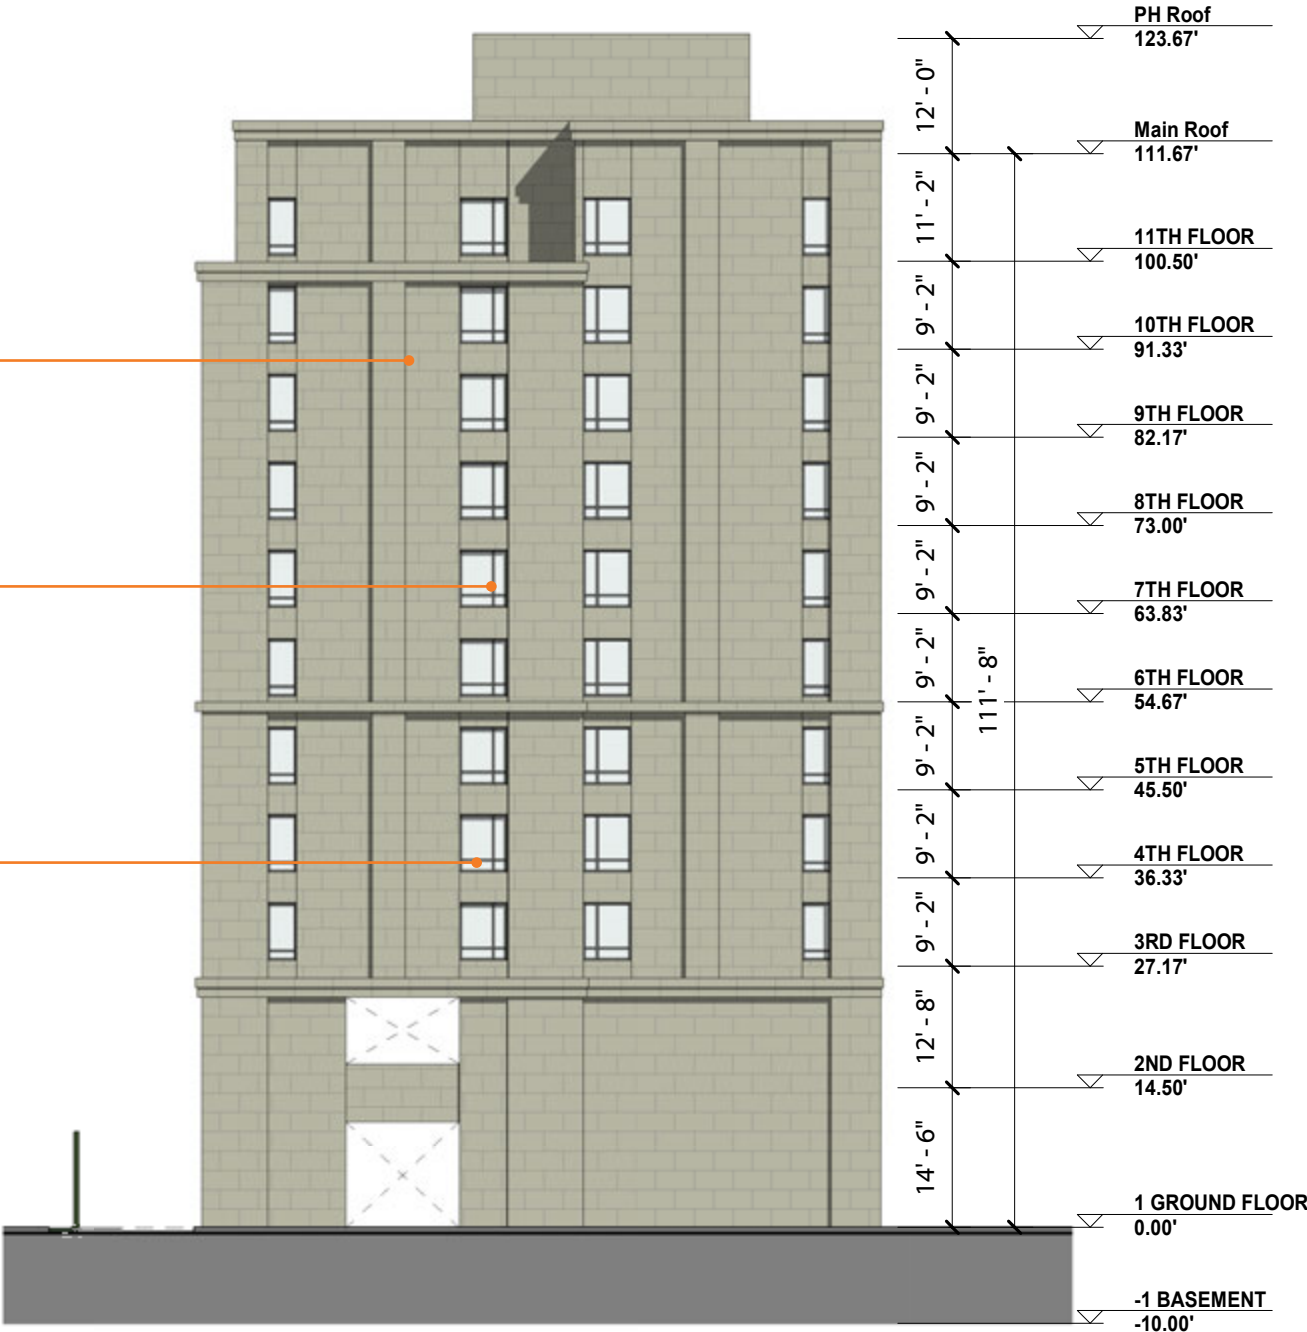 PH Roof
123.67'
12' - 0"
Main Roof
111.67'
11' - 2"
11TH FLOOR
100.50'
9' - 2"
10TH FLOOR
91.33'
9' - 2"
9TH FLOOR
82.17'
9' - 2"
8TH FLOOR
73.00'
9' - 2"
7TH FLOOR
63.83'
9' - 2"
111' - 8"
6TH FLOOR
54.67'
9' - 2"
5TH FLOOR
45.50'
9' - 2"
4TH FLOOR
36.33'
9' - 2"
3RD FLOOR
27.17'
12' - 8"
2ND FLOOR
14.50'
14' - 6"
1 GROUND FLOOR
0.00'
-1 BASEMENT
-10.00'